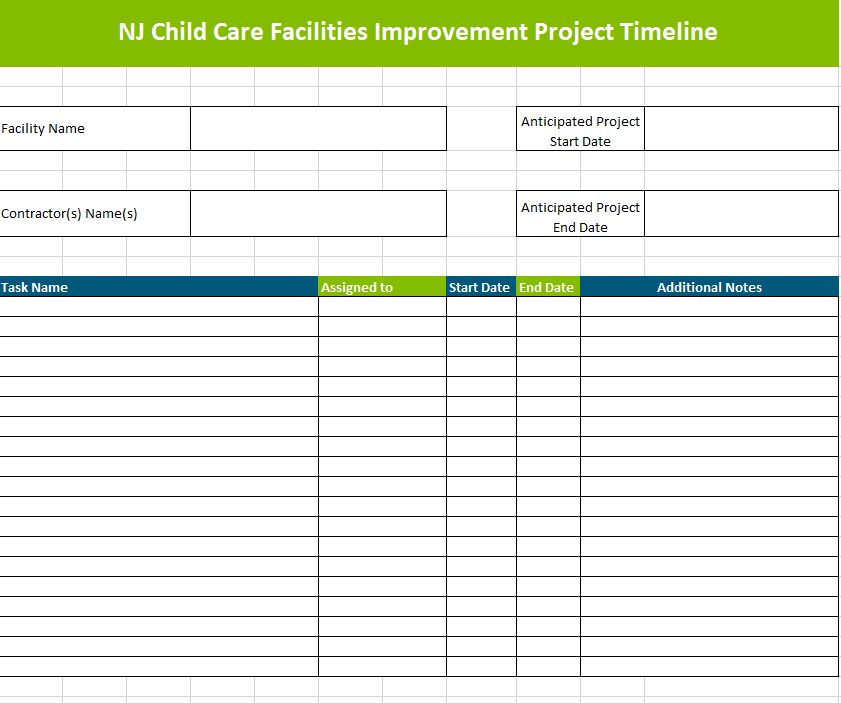 NJ Child Care Facilities Improvement Project Timeline
Facility Name
Anticipated Project
Start Date
Contractor(s) Name(s)
Anticipated Project
End Date
Task Name Assigned to Start Date End Date Additional Notes